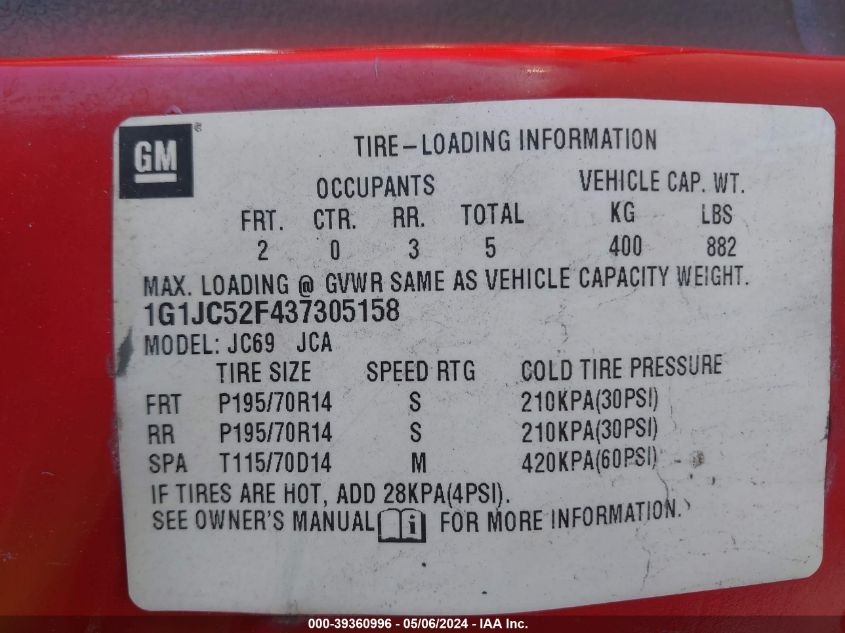 GM ® TIRE-LOADING INFORMATION
OCCUPANTS VEHICLE CAP. WT.
FRT. CTR. RR. TOTAL KG LBS
2 0 3 5 400 882
MAX. LOADING @ GVWR SAME AS VEHICLE CAPACITY WEIGHT.
1G1JC52F437305158
MODEL: JC69 JCA
TIRE SIZE SPEED RTG COLD TIRE PRESSURE
FRT P195/70R14 S 210KPA(30PSI)
RR P195/70R14 S 210KPA(30PSI)
SPA T115/70D14 M 420KPA(60PSI)
IF TIRES ARE HOT, ADD 28KPA(4PSI).
SEE OWNER'S MANUAL i FOR MORE INFORMATION.
000-39360996 - 05/06/2024 - IAA Inc.